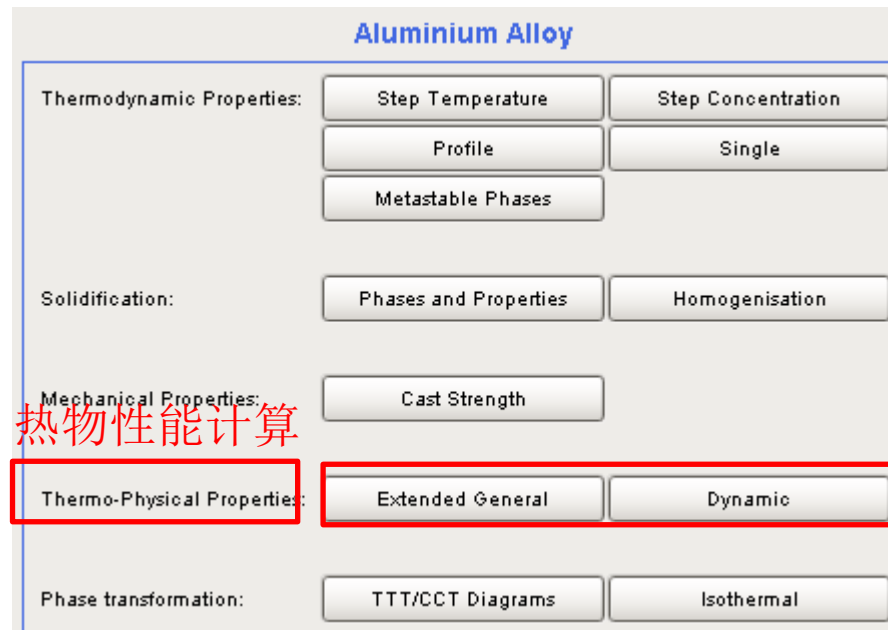 Aluminium Alloy
Thermodynamic Properties: Step Temperature Step Concentration
Profile Single
Metastable Phases
Solidification: Phases and Properties Homogenisation
Mechanical Properties: Cast Strength
热物性能计算
Thermo-Physical Properties: Extended General Dynamic
Phase transformation: TTT/CCT Diagrams Isothermal